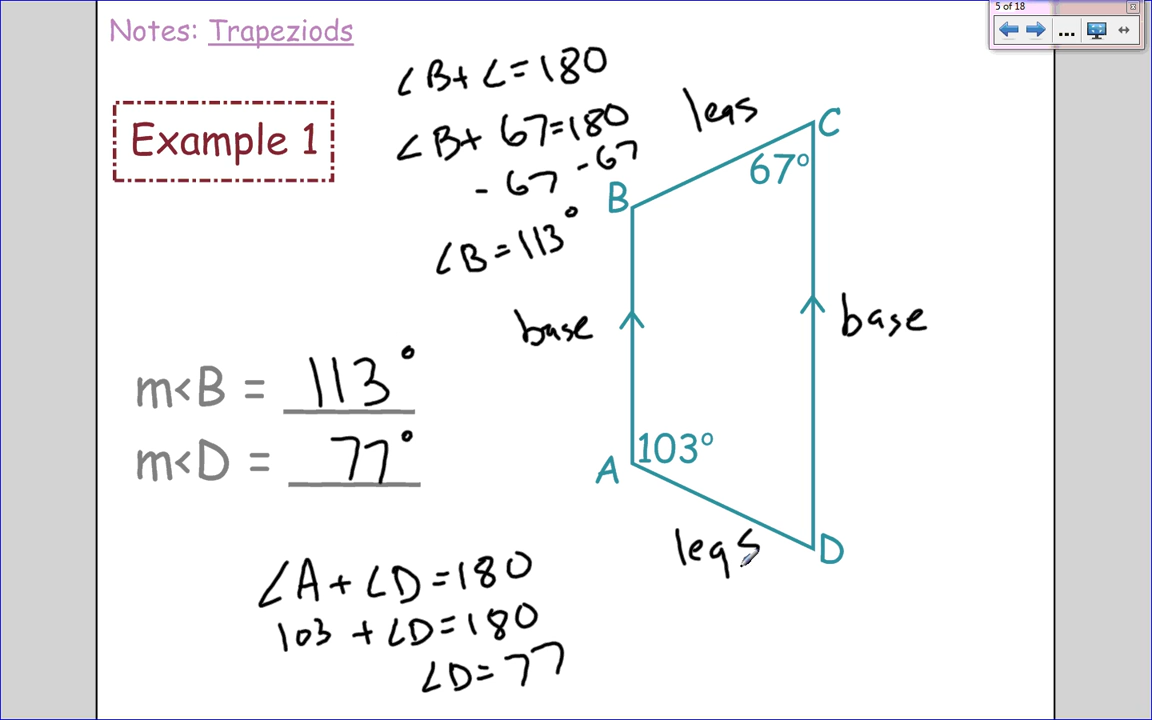 5 of 18
Notes: Trapeziods
Example 1
∠B+∠=180
∠B+ 67=180
-67 -67
∠B=113°
legs
C
67°
B
base
base
m<B = 113°
m<D = 77°
103°
A
legs
D
∠A+∠D=180
103 +∠D=180
∠D=77